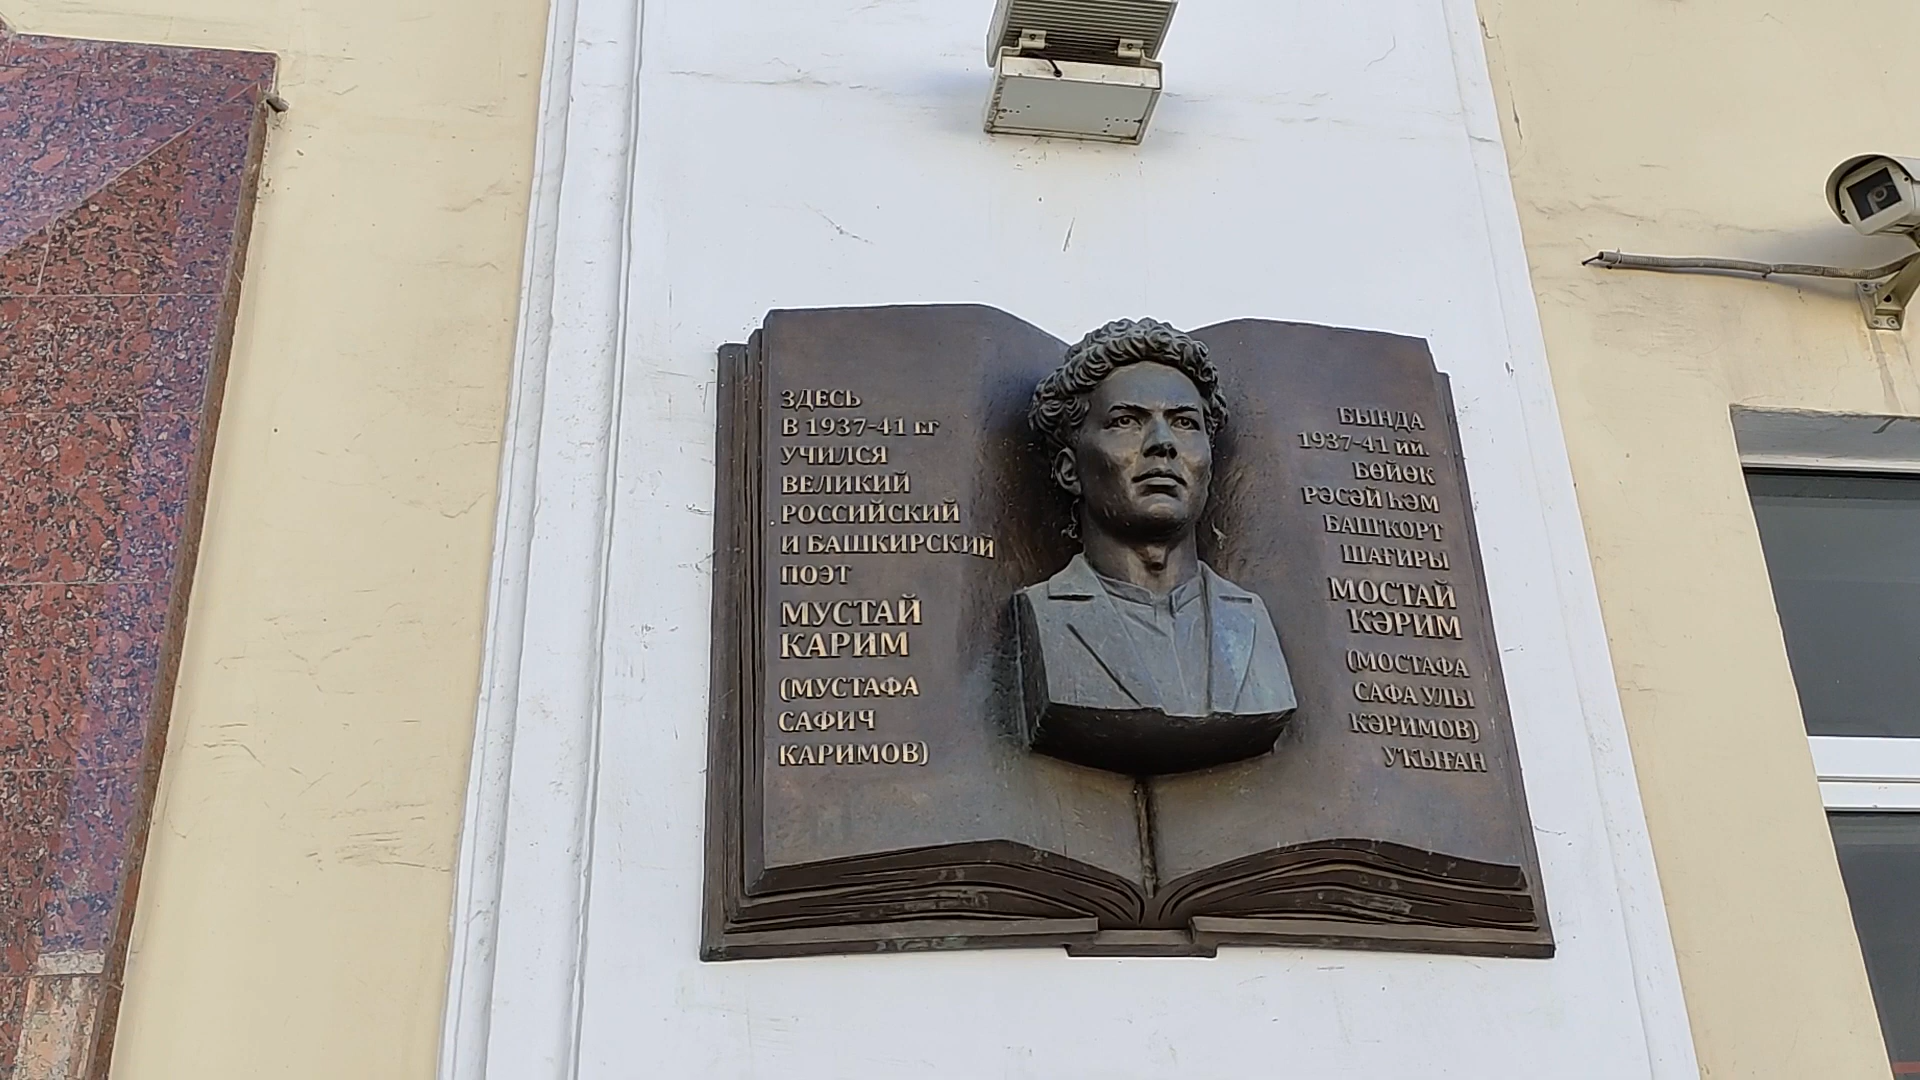 ЗДЕСЬ
В 1937-41 гг
УЧИЛСЯ
ВЕЛИКИЙ
РОССИЙСКИЙ
И БАШКИРСКИЙ
ПОЭТ
МУСТАЙ
КАРИМ
(МУСТАФА
САФИЧ
КАРИМОВ)
БЫНДА
1937-41 йй.
БӨЙӨК
РӘСӘЙ ҺӘМ
БАШҠОРТ
ШАҒИРЫ
МОСТАЙ
КӘРИМ
(МОСТАФА
САФА УЛЫ
КӘРИМОВ)
УҠЫҒАН